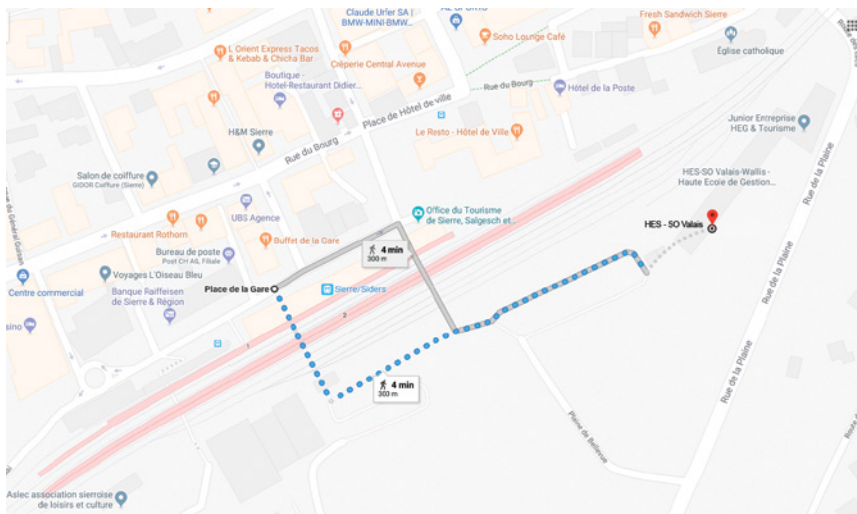 Claude Urfer SA |
BMW-MINI-BMW...
L Orient Express Tacos
& Kebab & Chicha Bar
Crêperie Central Avenue
Soho Lounge Café
Fresh Sandwich Sierre
Église catholique
Boutique -
Hotel-Restaurant Didier...
Place de Hôtel de ville
Rue du Bourg
Hôtel de la Poste
Junior Entreprise
HEG & Tourisme
H&M Sierre
Rue du Bourg
Le Resto - Hôtel de Ville
Salon de coiffure
GIDOR Coiffure (Sierre)
HES-SO Valais-Wallis -
Haute Ecole de Gestion...
Rue de la Plaine
UBS Agence
Office du Tourisme
de Sierre, Salgesch et...
HES - SO Valais
Restaurant Rothorn
Buffet de la Gare
Bureau de poste
Post CH AG, Filiale
4 min
300 m
Voyages L'Oiseau Bleu
Centre commercial
Place de la Gare
Sierre/Siders
Banque Raiffeisen
de Sierre & Région
Rue de la Plaine
1
2
4 min
300 m
Rue de la Plaine
Plaine de Bellevue
Aslec association sierroise
de loisirs et culture